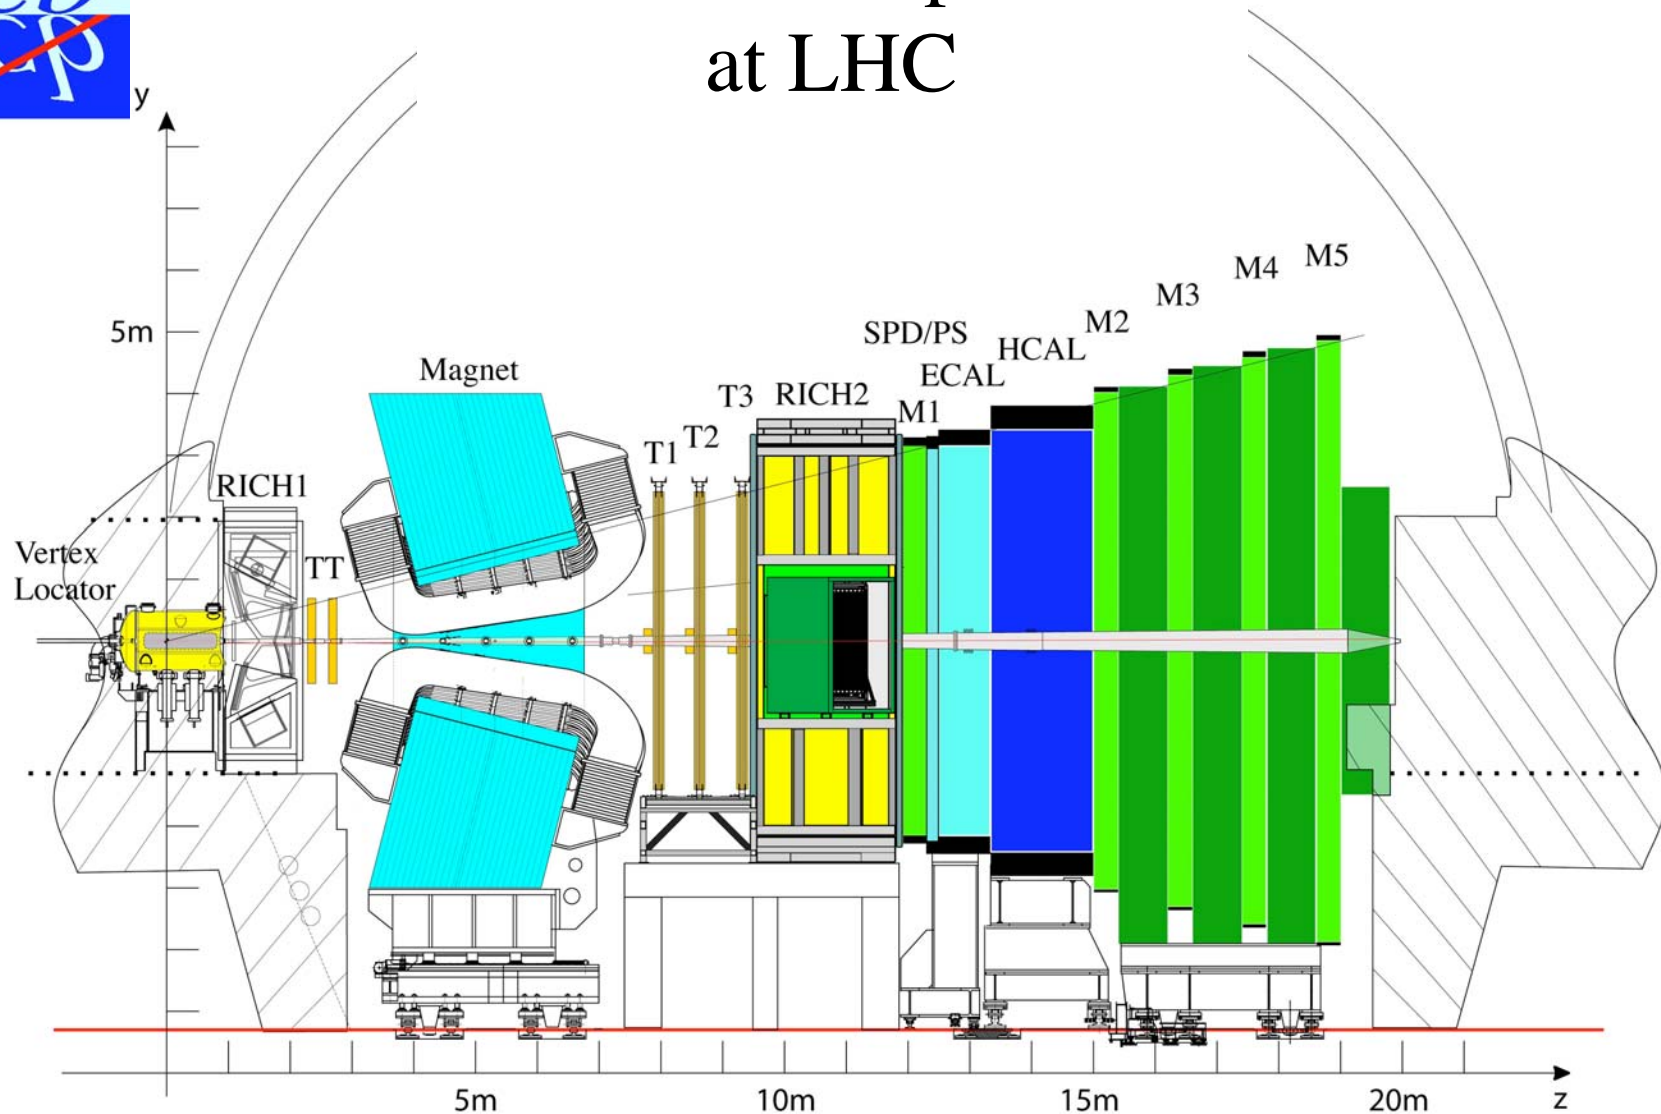 at LHC
y
5m
M5
M4
M3
M2
SPD/PS
HCAL
ECAL
Magnet
T3
RICH2
M1
T2
T1
RICH1
Vertex
Locator
TT
5m
10m
15m
20m
z